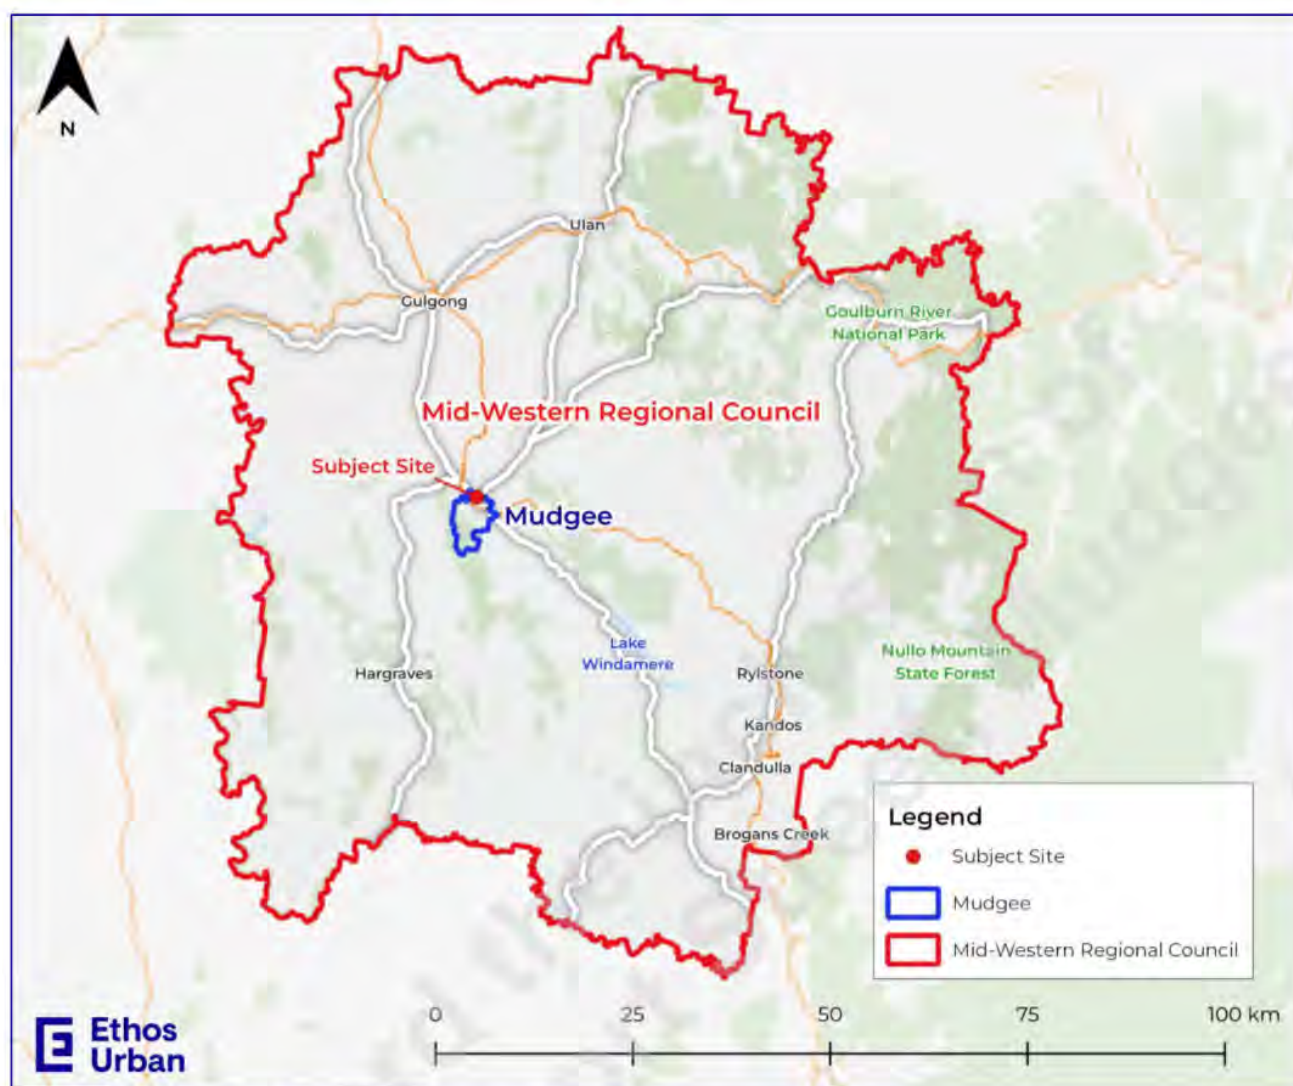 N
Ulan
Gulgong
Goulburn River
National Park
Mid-Western Regional Council
Subject Site
Mudgee
Lake
Windamere
Hargraves
Rylstone
Nullo Mountain
State Forest
Kandos
Clandulla
Brogans Creek
Legend
Subject Site
Mudgee
Mid-Western Regional Council
Ethos
Urban
0 25 50 75 100 km